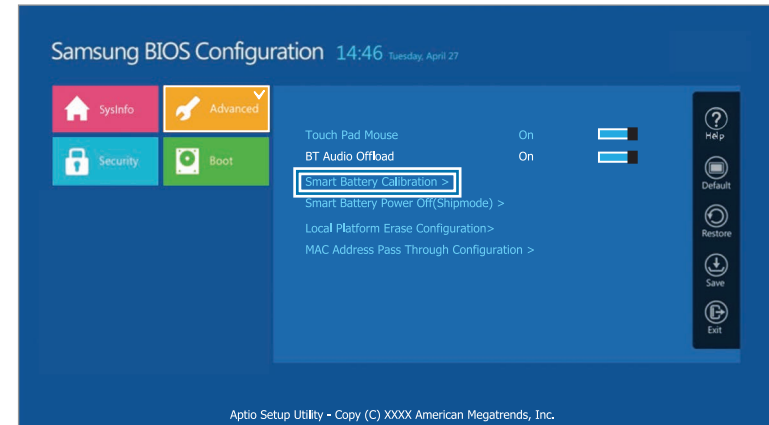 Samsung BIOS Configuration 14:46 Tuesday, April 27
SysInfo
Advanced
Security
Boot
Touch Pad Mouse On
BT Audio Offload On
Smart Battery Calibration >
Smart Battery Power Off(Shipmode) >
Local Platform Erase Configuration>
MAC Address Pass Through Configuration >
Help
Default
Restore
Save
Exit
Aptio Setup Utility - Copy (C) XXXX American Megatrends, Inc.